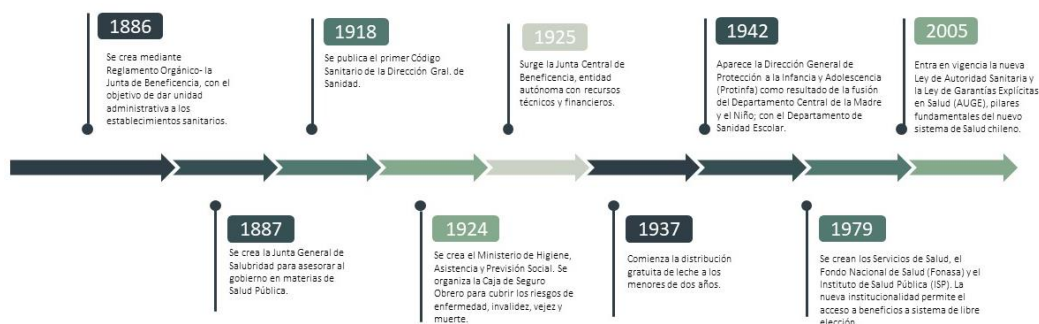 1886
Se crea mediante
Reglamento Orgánico- la
Junta de Beneficencia, con el
objetivo de dar unidad
administrativa a los
establecimientos sanitarios.
1918
Se publica el primer Código
Sanitario de la Dirección Gral. de
Sanidad.
1925
Surge la Junta Central de
Beneficencia, entidad
autónoma con recursos
técnicos y financieros.
1942
Aparece la Dirección General de
Protección a la Infancia y Adolescencia
(Protinfa) como resultado de la fusión
del Departamento Central de la Madre
y el Niño; con el Departamento de
Sanidad Escolar.
2005
Entra en vigencia la nueva
Ley de Autoridad Sanitaria y
la Ley de Garantías Explícitas
en Salud (AUGE), pilares
fundamentales del nuevo
sistema de Salud chileno.
1887
Se crea la Junta General de
Salubridad para asesorar al
gobierno en materias de
Salud Pública.
1924
Se crea el Ministerio de Higiene,
Asistencia y Previsión Social. Se
organiza la Caja de Seguro
Obrero para cubrir los riesgos de
enfermedad, invalidez, vejez y
muerte.
1937
Comienza la distribución
gratuita de leche a los
menores de dos años.
1979
Se crean los Servicios de Salud, el
Fondo Nacional de Salud (Fonasa) y el
Instituto de Salud Pública (ISP). La
nueva institucionalidad permite el
acceso a beneficios a sistema de libre
elección